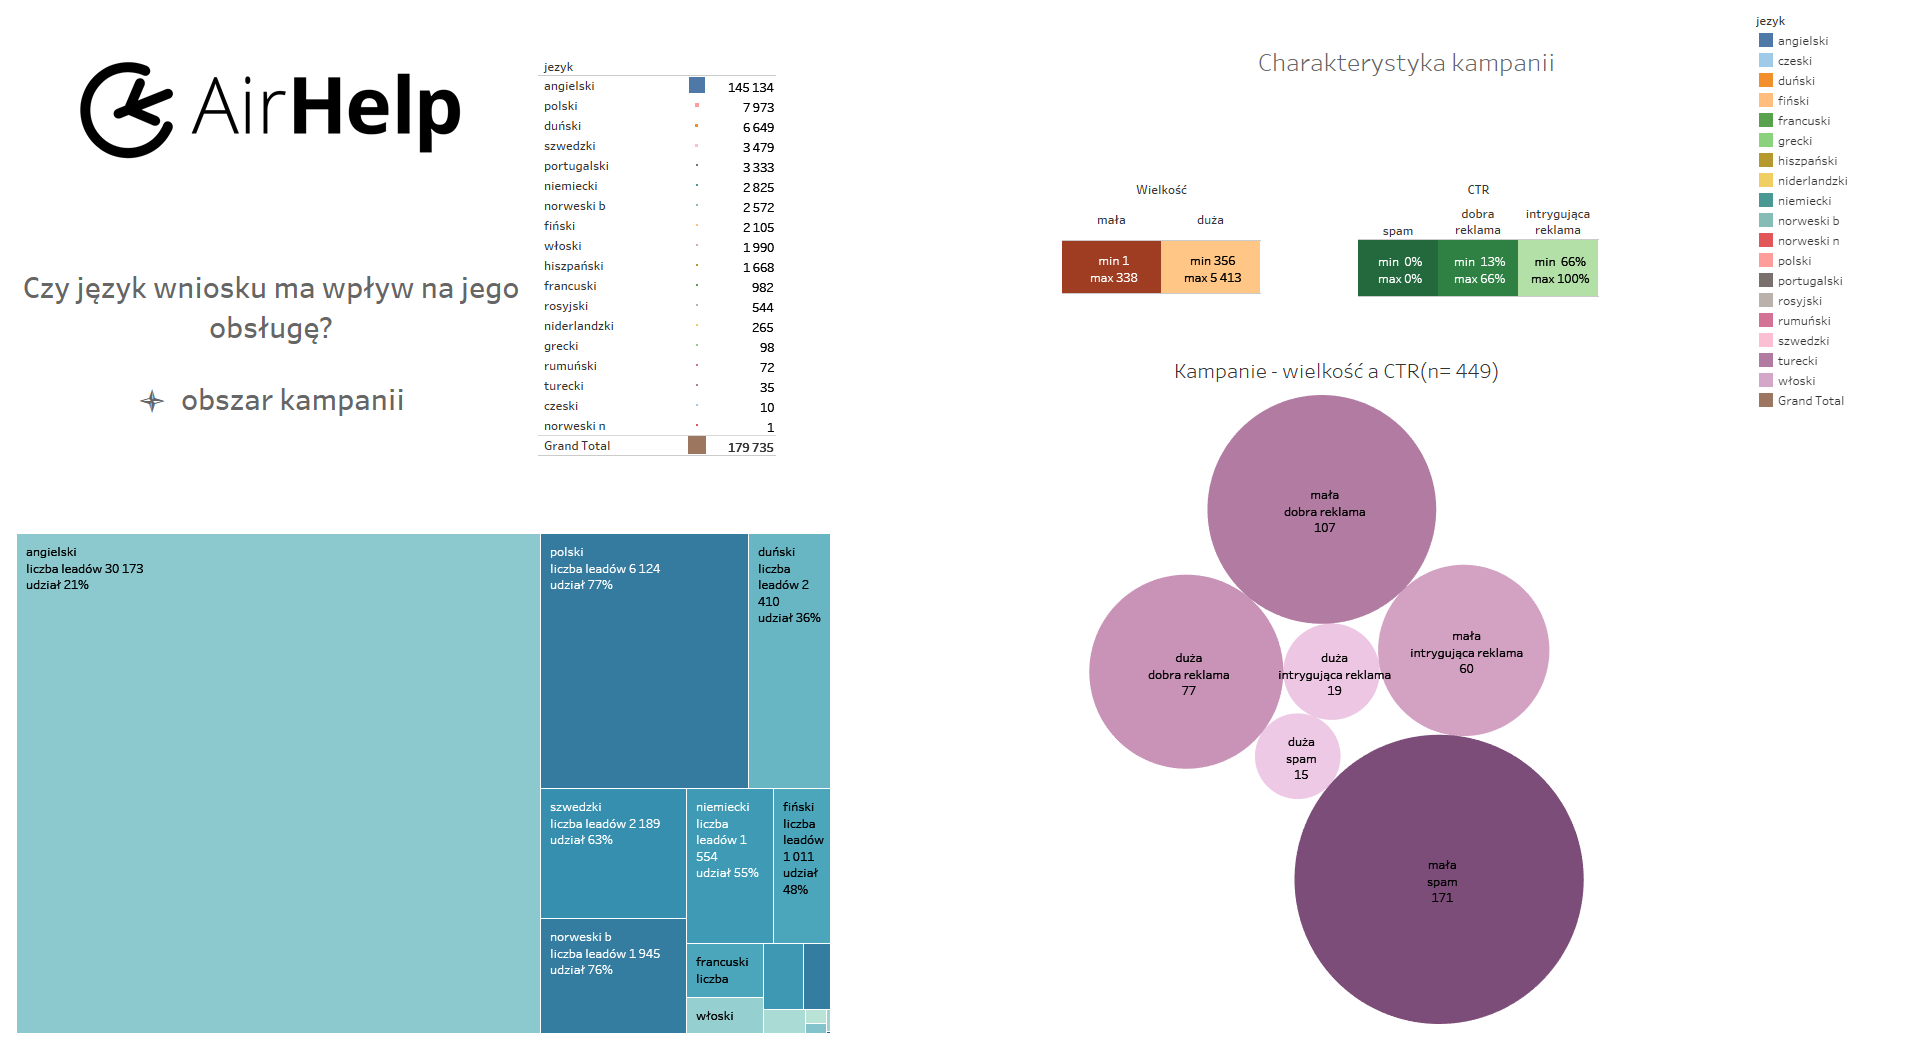 AirHelp
Czy język wniosku ma wpływ na jego
obsługę?
obszar kampanii
jezyk
angielski 145 134
polski 7 973
duński 6 649
szwedzki 3 479
portugalski 3 333
niemiecki 2 825
norweski b 2 572
fiński 2 105
włoski 1 990
hiszpański 1 668
francuski 982
rosyjski 544
niderlandzki 265
grecki 98
rumuński 72
turecki 35
czeski 10
norweski n 1
Grand Total 179 735
angielski
liczba leadów 30 173
udział 21%
polski
liczba leadów 6 124
udział 77%
duński
liczba
leadów 2
410
udział 36%
szwedzki
liczba leadów 2 189
udział 63%
niemiecki
liczba
leadów 1
554
udział 55%
fiński
liczba
leadów
1 011
udział
48%
norweski b
liczba leadów 1 945
udział 76%
francuski
liczba
włoski
Charakterystyka kampanii
Wielkość
mała duża
min 1 min 356
max 338 max 5 413
CTR
spam
dobra
reklama
intrygująca
reklama
min 0% min 13% min 66%
max 0% max 66% max 100%
Kampanie - wielkość a CTR(n= 449)
mała
dobra reklama
107
duża
dobra reklama
77
duża
intrygująca reklama
19
mała
intrygująca reklama
60
duża
spam
15
mała
spam
171
jezyk
angielski
czeski
duński
fiński
francuski
grecki
hiszpański
niderlandzki
niemiecki
norweski b
norweski n
polski
portugalski
rosyjski
rumuński
szwedzki
turecki
włoski
Grand Total